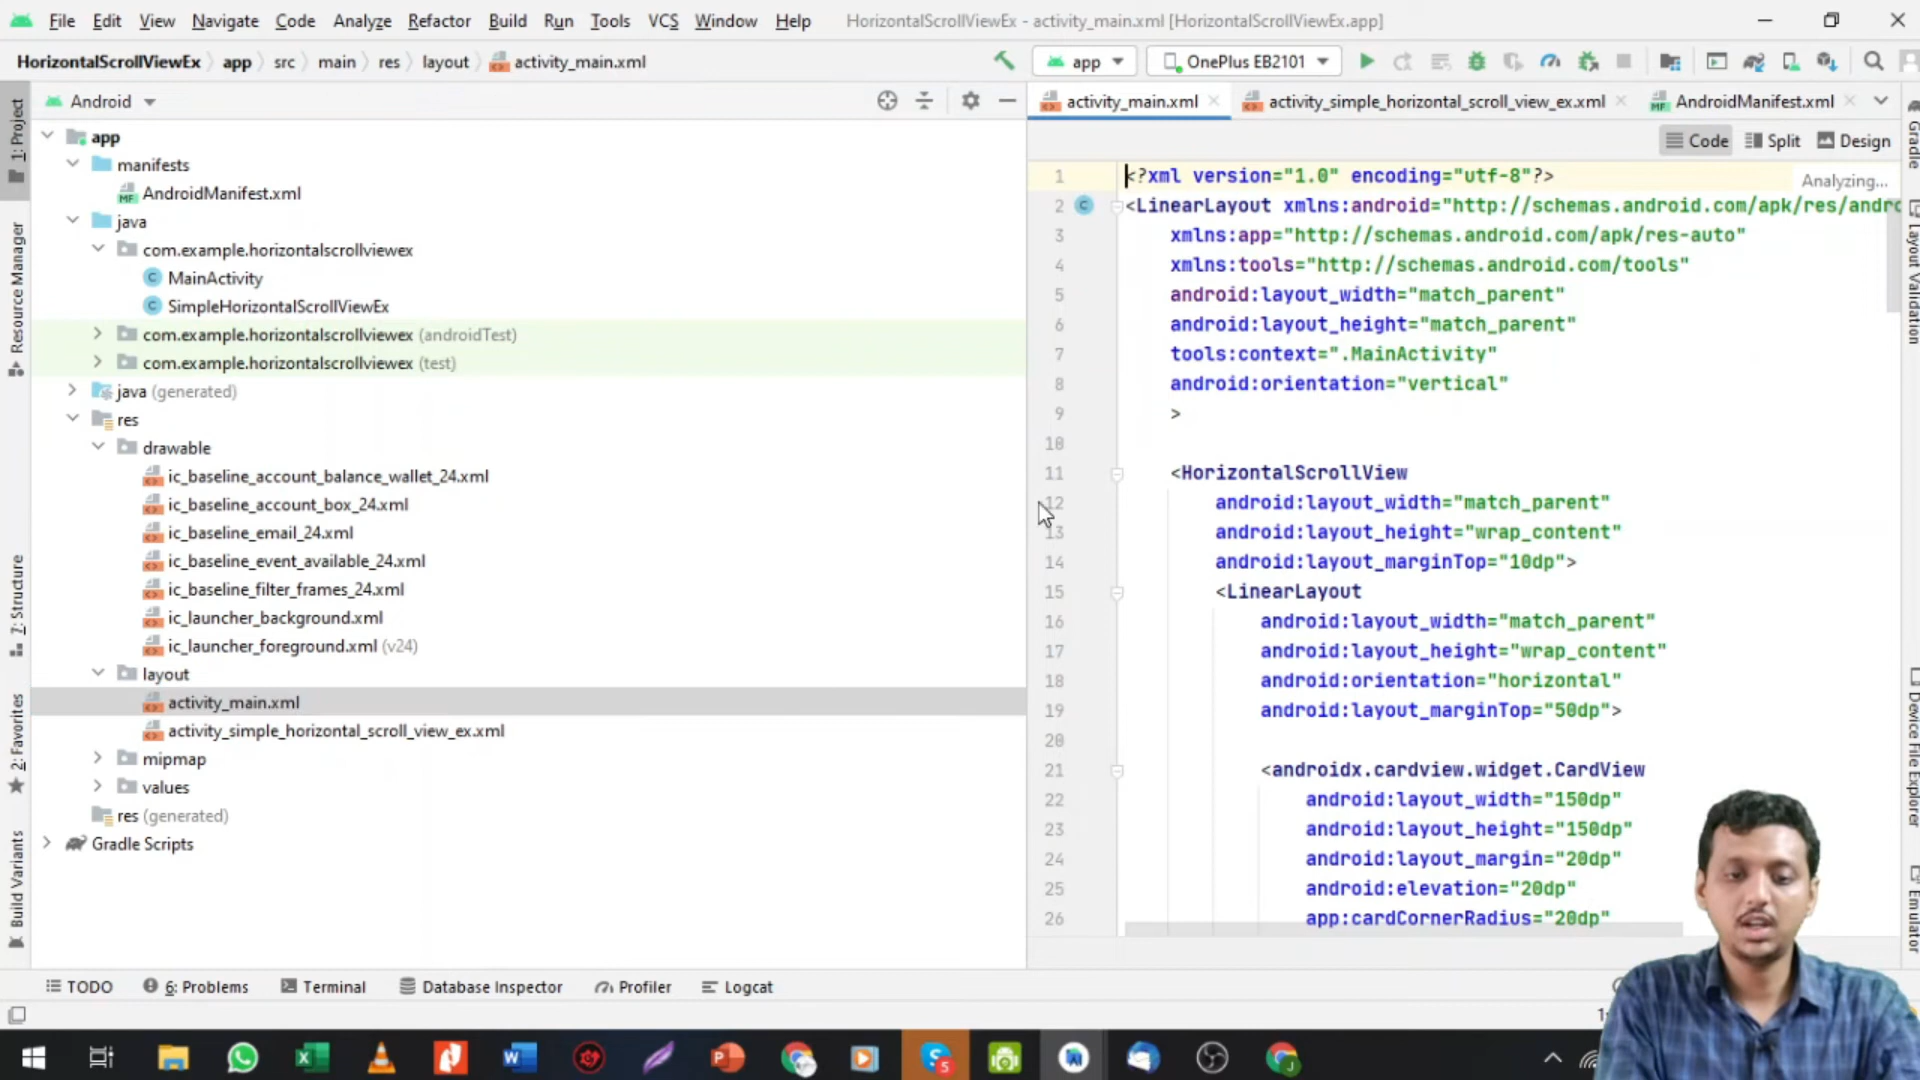 File Edit View Navigate Code Analyze Refactor Build Run Tools VCS Window Help HorizontalScrollViewEx - activity_main.xml [HorizontalScrollViewEx.app]
HorizontalScrollViewEx app src main res layout activity_main.xml app OnePlus EB2101
Android
activity_main.xml activity_simple_horizontal_scroll_view_ex.xml AndroidManifest.xml
Code Split Design
1: Project
Resource Manager
7: Structure
2: Favorites
Build Variants
app
manifests
AndroidManifest.xml
java
com.example.horizontalscrollviewex
MainActivity
SimpleHorizontalScrollViewEx
com.example.horizontalscrollviewex (androidTest)
com.example.horizontalscrollviewex (test)
java (generated)
res
drawable
ic_baseline_account_balance_wallet_24.xml
ic_baseline_account_box_24.xml
ic_baseline_email_24.xml
ic_baseline_event_available_24.xml
ic_baseline_filter_frames_24.xml
ic_launcher_background.xml
ic_launcher_foreground.xml (v24)
layout
activity_main.xml
activity_simple_horizontal_scroll_view_ex.xml
mipmap
values
res (generated)
Gradle Scripts
1 <?xml version="1.0" encoding="utf-8"?>
Analyzing...
2 <LinearLayout xmlns:android="http://schemas.android.com/apk/res/andro
3 xmlns:app="http://schemas.android.com/apk/res-auto"
4 xmlns:tools="http://schemas.android.com/tools"
5 android:layout_width="match_parent"
6 android:layout_height="match_parent"
7 tools:context=".MainActivity"
8 android:orientation="vertical"
9 >
10
11 <HorizontalScrollView
12 android:layout_width="match_parent"
13 android:layout_height="wrap_content"
14 android:layout_marginTop="10dp">
15 <LinearLayout
16 android:layout_width="match_parent"
17 android:layout_height="wrap_content"
18 android:orientation="horizontal"
19 android:layout_marginTop="50dp">
20
21 <androidx.cardview.widget.CardView
22 android:layout_width="150dp"
23 android:layout_height="150dp"
24 android:layout_margin="20dp"
25 android:elevation="20dp"
26 app:cardCornerRadius="20dp"
Gradle
Layout Validation
Device File Explorer
Emulator
TODO 6: Problems Terminal Database Inspector Profiler Logcat